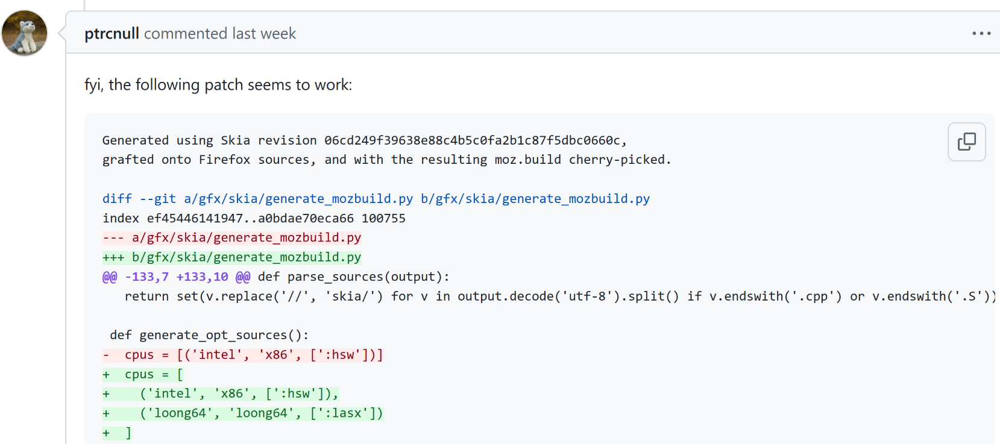 ptrcnull commented last week
fyi, the following patch seems to work:
Generated using Skia revision 06cd249f39638e88c4b5c0fa2b1c87f5dbc0660c,
grafted onto Firefox sources, and with the resulting moz.build cherry-picked.
diff --git a/gfx/skia/generate_mozbuild.py b/gfx/skia/generate_mozbuild.py
index ef45446141947..a0bdae70eca66 100755
--- a/gfx/skia/generate_mozbuild.py
+++ b/gfx/skia/generate_mozbuild.py
@@ -133,7 +133,10 @@ def parse_sources(output):
   return set(v.replace('//', 'skia/') for v in output.decode('utf-8').split() if v.endswith('.cpp') or v.endswith('.S'))
 def generate_opt_sources():
-  cpus = [('intel', 'x86', [':hsw'])]
+  cpus = [
+    ('intel', 'x86', [':hsw']),
+    ('loong64', 'loong64', [':lasx'])
+  ]